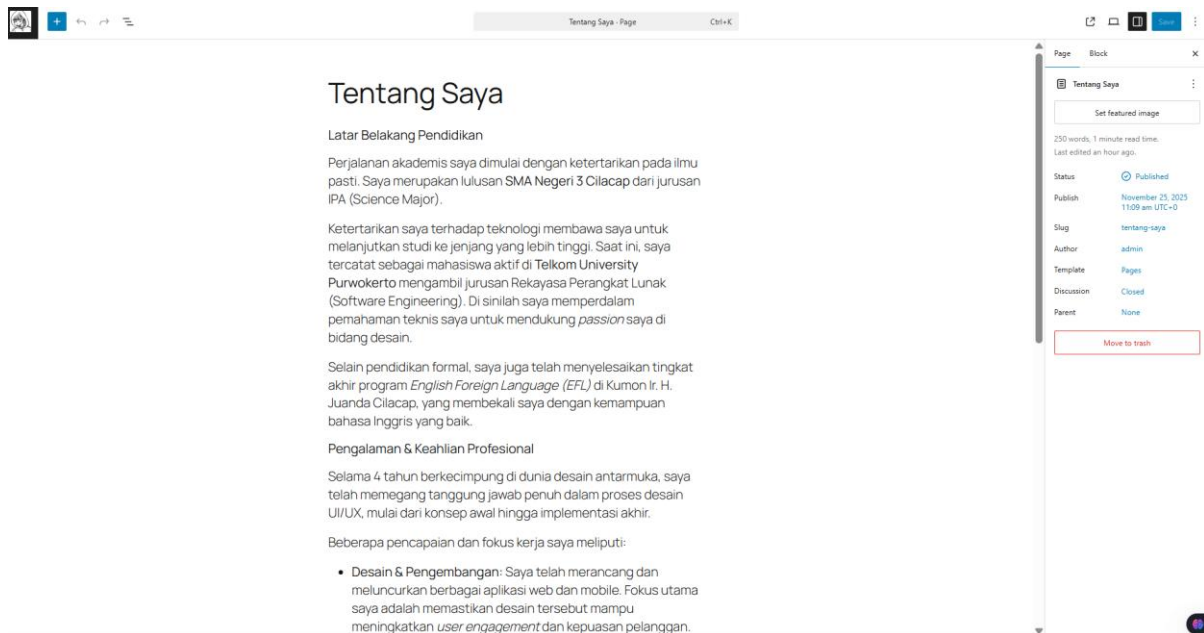 Tentang Saya · Page
Ctrl+K
Save
Tentang Saya
Latar Belakang Pendidikan
Perjalanan akademis saya dimulai dengan ketertarikan pada ilmu
pasti. Saya merupakan lulusan SMA Negeri 3 Cilacap dari jurusan
IPA (Science Major).
Ketertarikan saya terhadap teknologi membawa saya untuk
melanjutkan studi ke jenjang yang lebih tinggi. Saat ini, saya
tercatat sebagai mahasiswa aktif di Telkom University
Purwokerto mengambil jurusan Rekayasa Perangkat Lunak
(Software Engineering). Di sinilah saya memperdalam
pemahaman teknis saya untuk mendukung passion saya di
bidang desain.
Selain pendidikan formal, saya juga telah menyelesaikan tingkat
akhir program English Foreign Language (EFL) di Kumon Ir. H.
Juanda Cilacap, yang membekali saya dengan kemampuan
bahasa Inggris yang baik.
Pengalaman & Keahlian Profesional
Selama 4 tahun berkecimpung di dunia desain antarmuka, saya
telah memegang tanggung jawab penuh dalam proses desain
UI/UX, mulai dari konsep awal hingga implementasi akhir.
Beberapa pencapaian dan fokus kerja saya meliputi:
• Desain & Pengembangan: Saya telah merancang dan
meluncurkan berbagai aplikasi web dan mobile. Fokus utama
saya adalah memastikan desain tersebut mampu
meningkatkan user engagement dan kepuasan pelanggan.
Page
Block
Tentang Saya
Set featured image
250 words, 1 minute read time.
Last edited an hour ago.
Status Published
Publish November 25, 2025
11:09 am UTC+0
Slug tentang-saya
Author admin
Template Pages
Discussion Closed
Parent None
Move to trash